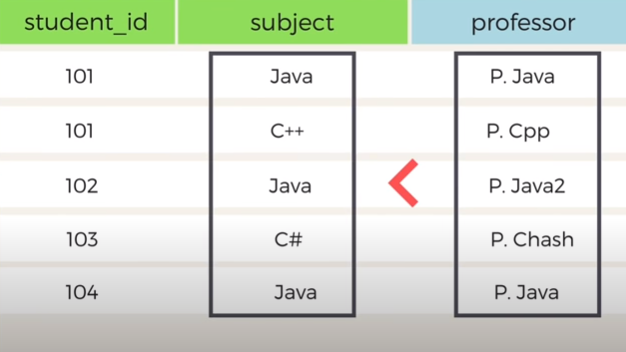 student_id subject professor
101 Java P. Java
101 C++ P. Cpp
102 Java P. Java2
103 C# P. Chash
104 Java P. Java